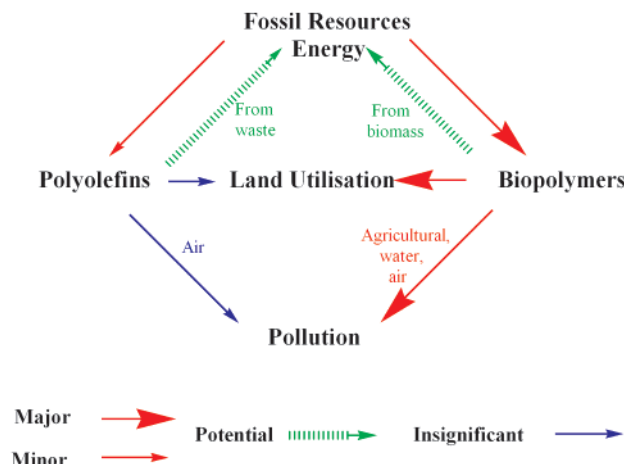 Fossil Resources
Energy
From
waste
From
biomass
Polyolefins
Land Utilisation
Biopolymers
Air
Agricultural,
water,
air
Pollution
Major
Potential
Insignificant
Minor